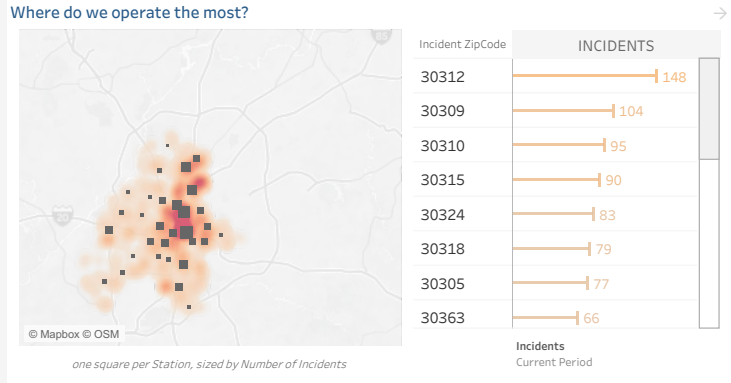 Where do we operate the most?
85
20
© Mapbox © OSM
one square per Station, sized by Number of Incidents
Incident ZipCode INCIDENTS
30312 148
30309 104
30310 95
30315 90
30324 83
30318 79
30305 77
30363 66
Incidents
Current Period